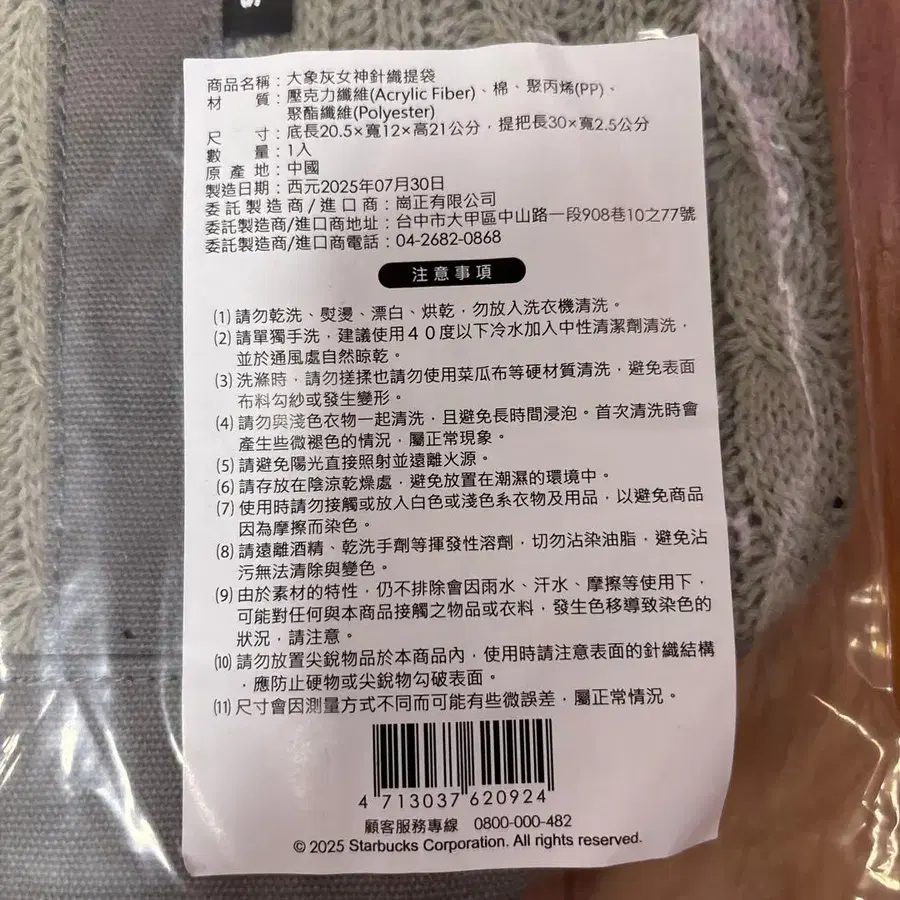 S
商品名稱：大象灰女神針織提袋
材　　質：壓克力纖維(Acrylic Fiber)、棉、聚丙烯(PP)、
聚酯纖維(Polyester)
尺　　寸：底長20.5×寬12×高21公分，提把長30×寬2.5公分
數　　量：1入
原 產 地：中國
製造日期：西元2025年07月30日
委託製造商/進口商：崗正有限公司
委託製造商/進口商地址：台中市大甲區中山路一段908巷10之77號
委託製造商/進口商電話：04-2682-0868
注意事項
(1) 請勿乾洗、熨燙、漂白、烘乾，勿放入洗衣機清洗。
(2) 請單獨手洗，建議使用４０度以下冷水加入中性清潔劑清洗，
並於通風處自然晾乾。
(3) 洗滌時，請勿搓揉也請勿使用菜瓜布等硬材質清洗，避免表面
布料勾紗或發生變形。
(4) 請勿與淺色衣物一起清洗，且避免長時間浸泡。首次清洗時會
產生些微褪色的情況，屬正常現象。
(5) 請避免陽光直接照射並遠離火源。
(6) 請存放在陰涼乾燥處，避免放置在潮濕的環境中。
(7) 使用時請勿接觸或放入白色或淺色系衣物及用品，以避免商品
因為摩擦而染色。
(8) 請遠離酒精、乾洗手劑等揮發性溶劑，切勿沾染油脂，避免沾
污無法清除與變色。
(9) 由於素材的特性，仍不排除會因雨水、汗水、摩擦等使用下，
可能對任何與本商品接觸之物品或衣料，發生色移導致染色的
狀況，請注意。
(10) 請勿放置尖銳物品於本商品內，使用時請注意表面的針織結構
，應防止硬物或尖銳物勾破表面。
(11) 尺寸會因測量方式不同而可能有些微誤差，屬正常情況。
4 713037 620924
顧客服務專線　0800-000-482
© 2025 Starbucks Corporation. All rights reserved.